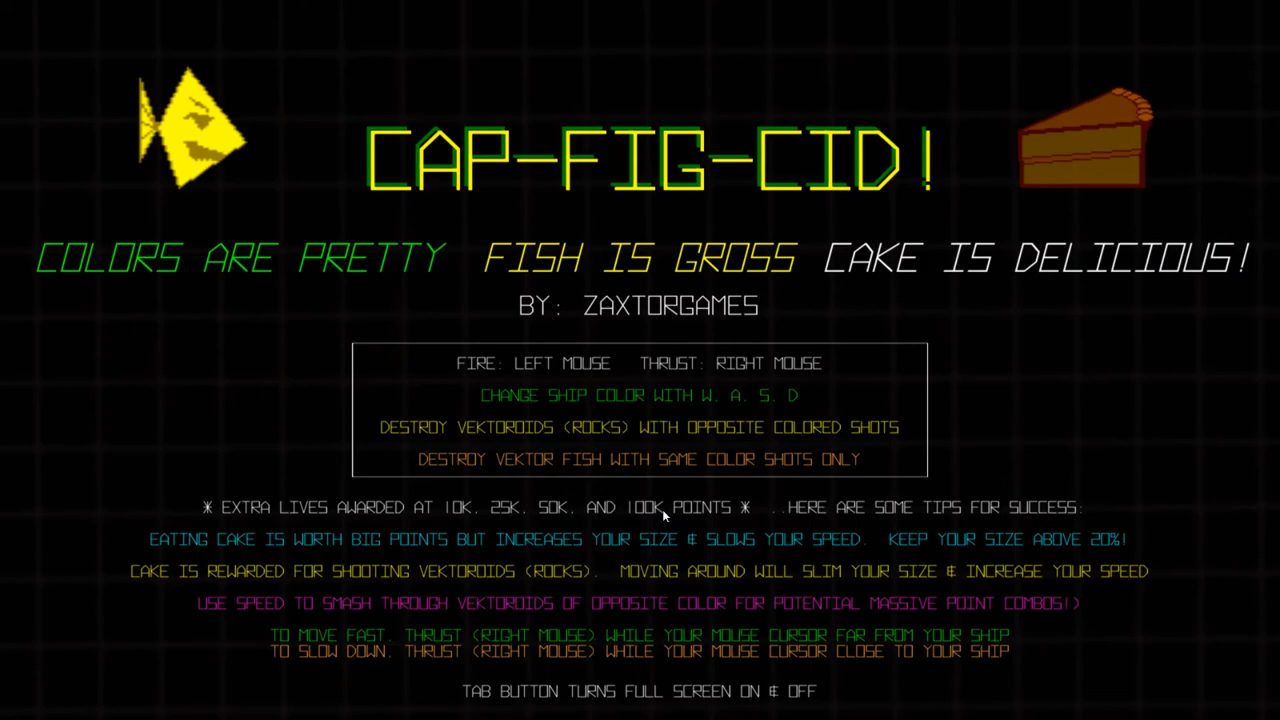 CAP-FIG-CID!
COLORS ARE PRETTY FISH IS GROSS CAKE IS DELICIOUS!
BY: ZAXTORGAMES
FIRE: LEFT MOUSE THRUST: RIGHT MOUSE
CHANGE SHIP COLOR WITH W, A, S, D
DESTROY VEKTOROIDS (ROCKS) WITH OPPOSITE COLORED SHOTS
DESTROY VEKTOR FISH WITH SAME COLOR SHOTS ONLY
* EXTRA LIVES AWARDED AT 10K, 25K, 50K, AND 100K POINTS * ..HERE ARE SOME TIPS FOR SUCCESS:
EATING CAKE IS WORTH BIG POINTS BUT INCREASES YOUR SIZE & SLOWS YOUR SPEED. KEEP YOUR SIZE ABOVE 20%!
CAKE IS REWARDED FOR SHOOTING VEKTOROIDS (ROCKS). MOVING AROUND WILL SLIM YOUR SIZE & INCREASE YOUR SPEED
USE SPEED TO SMASH THROUGH VEKTOROIDS OF OPPOSITE COLOR FOR POTENTIAL MASSIVE POINT COMBOS!)
TO MOVE FAST, THRUST (RIGHT MOUSE) WHILE YOUR MOUSE CURSOR FAR FROM YOUR SHIP
TO SLOW DOWN, THRUST (RIGHT MOUSE) WHILE YOUR MOUSE CURSOR CLOSE TO YOUR SHIP
TAB BUTTON TURNS FULL SCREEN ON & OFF